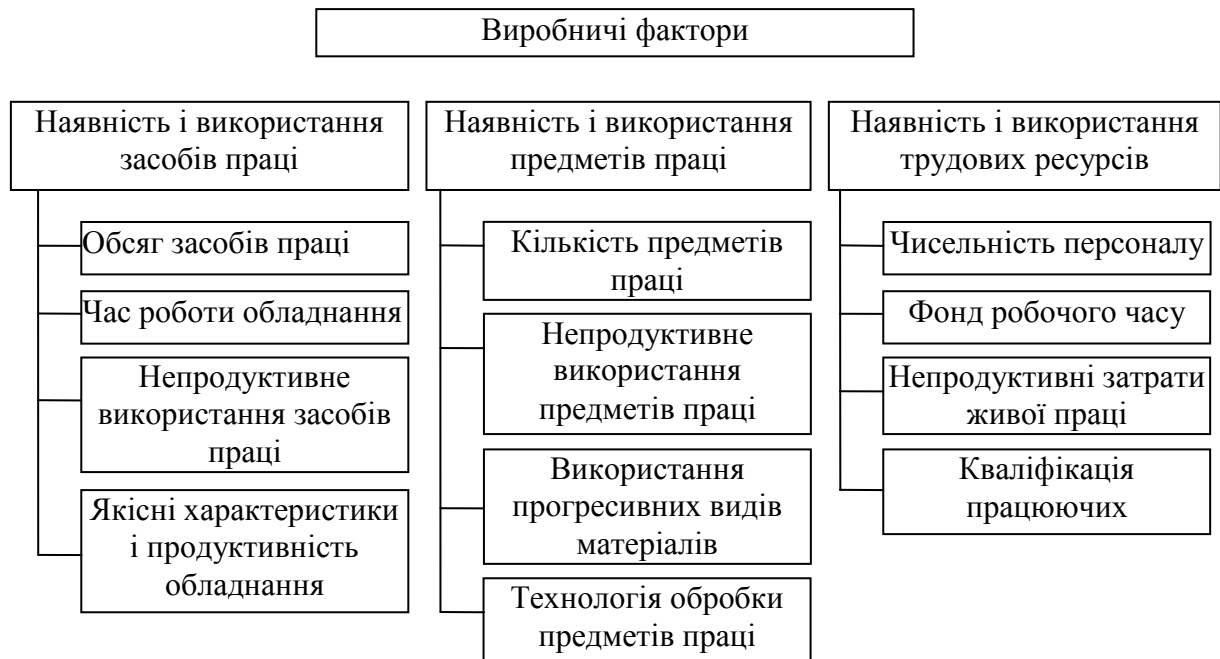 Виробничі фактори
Наявність і використання
засобів праці
Обсяг засобів праці
Час роботи обладнання
Непродуктивне
використання засобів
праці
Якісні характеристики
і продуктивність
обладнання
Наявність і використання
предметів праці
Кількість предметів
праці
Непродуктивне
використання
предметів праці
Використання
прогресивних видів
матеріалів
Технологія обробки
предметів праці
Наявність і використання
трудових ресурсів
Чисельність персоналу
Фонд робочого часу
Непродуктивні затрати
живої праці
Кваліфікація
працюючих